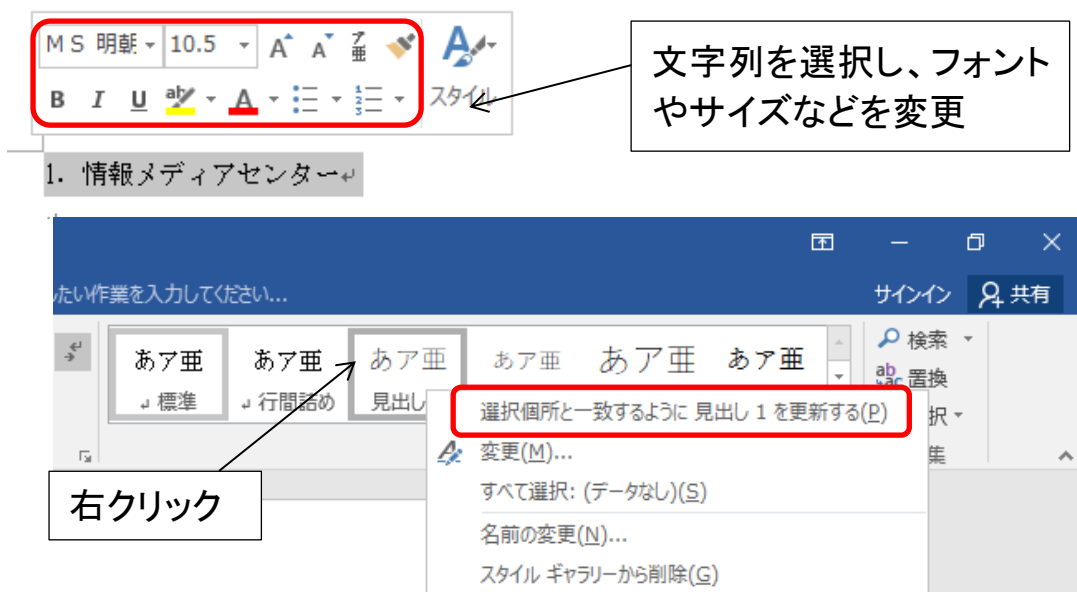 ＭＳ 明朝 10.5 A A ア亜
B I U aby A スタイル
文字列を選択し、フォント
やサイズなどを変更
1. 情報メディアセンター↵
したい作業を入力してください...
サインイン 共有
あア亜 あア亜 あア亜 あア亜 あア亜 あア亜
↵ 標準 ↵ 行間詰め 見出し
検索
置換
択
集
選択個所と一致するように 見出し 1 を更新する(P)
変更(M)...
すべて選択: (データなし)(S)
名前の変更(N)...
スタイル ギャラリーから削除(G)
右クリック